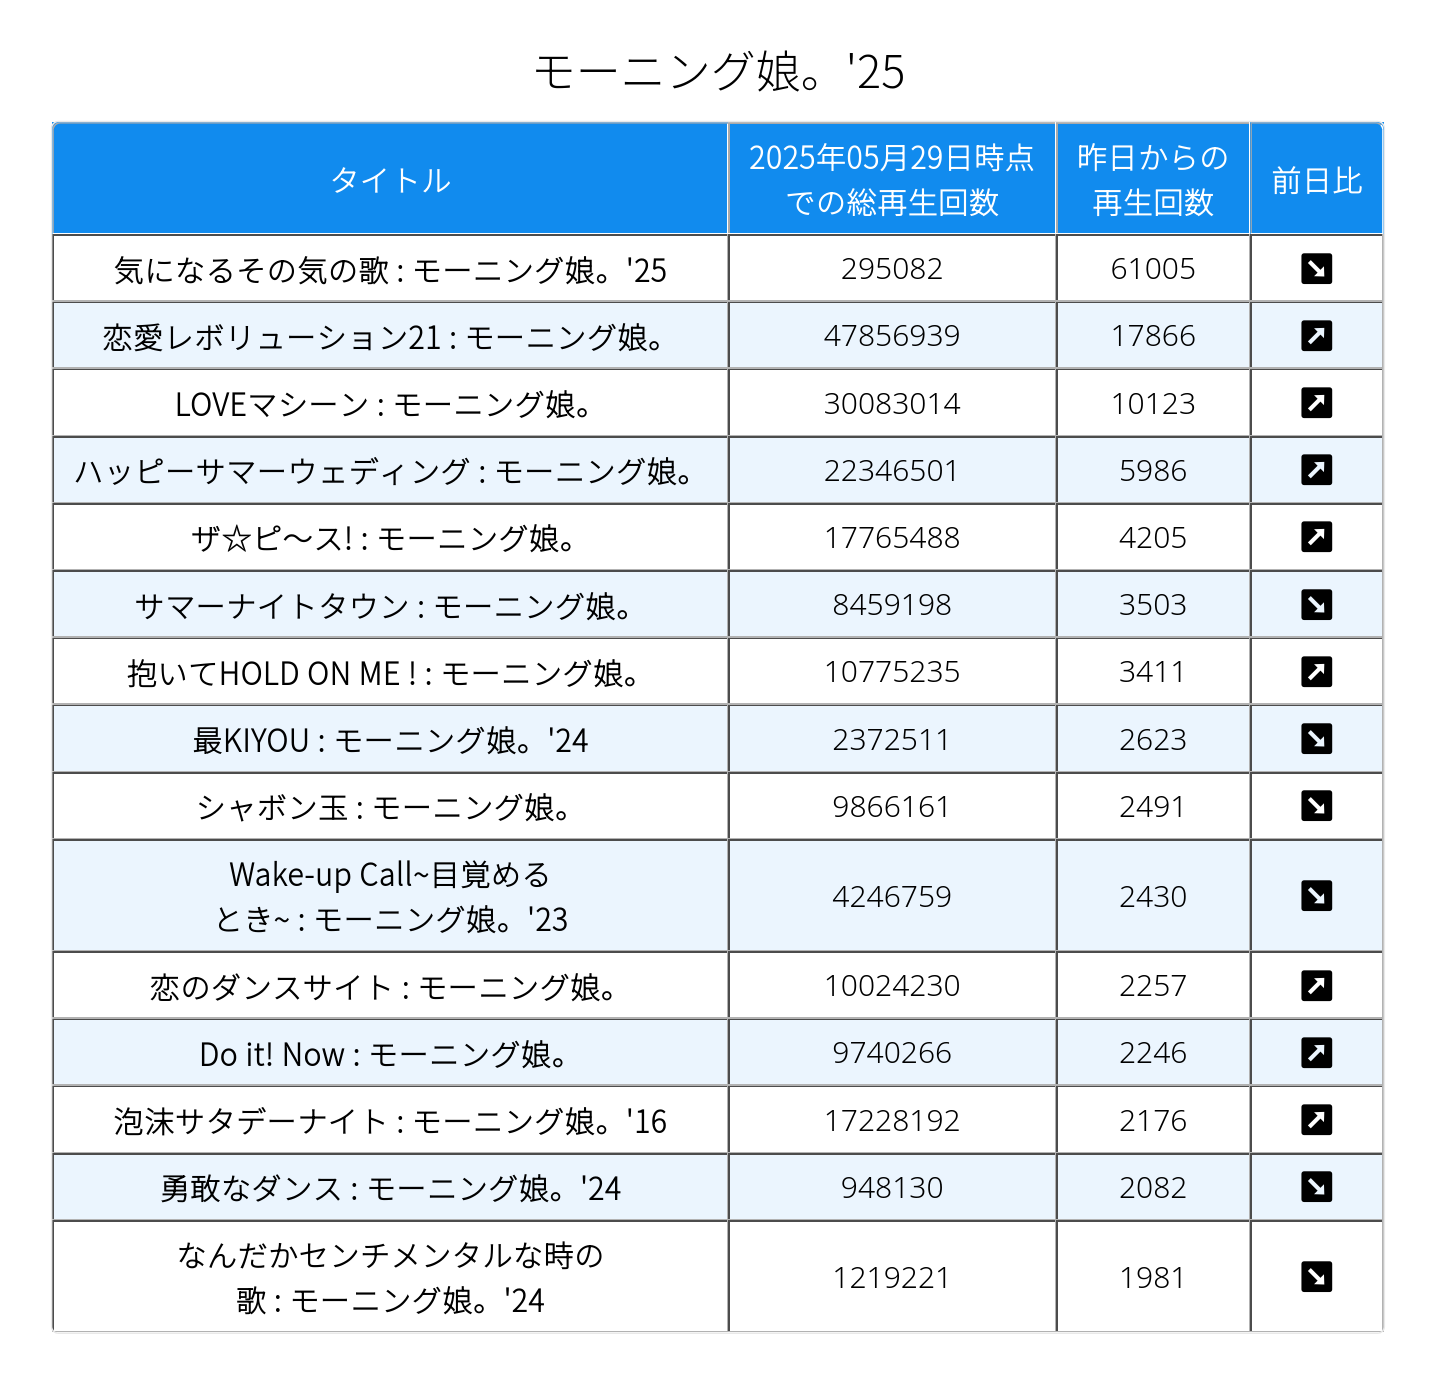 モーニング娘。'25
タイトル
2025年05月29日時点
での総再生回数
昨日からの
再生回数
前日比
気になるその気の歌 : モーニング娘。'25
295082
61005
恋愛レボリューション21 : モーニング娘。
47856939
17866
LOVEマシーン : モーニング娘。
30083014
10123
ハッピーサマーウェディング : モーニング娘。
22346501
5986
ザ☆ピ〜ス! : モーニング娘。
17765488
4205
サマーナイトタウン : モーニング娘。
8459198
3503
抱いてHOLD ON ME ! : モーニング娘。
10775235
3411
最KIYOU : モーニング娘。'24
2372511
2623
シャボン玉 : モーニング娘。
9866161
2491
Wake-up Call~目覚める
とき~ : モーニング娘。'23
4246759
2430
恋のダンスサイト : モーニング娘。
10024230
2257
Do it! Now : モーニング娘。
9740266
2246
泡沫サタデーナイト : モーニング娘。'16
17228192
2176
勇敢なダンス : モーニング娘。'24
948130
2082
なんだかセンチメンタルな時の
歌 : モーニング娘。'24
1219221
1981